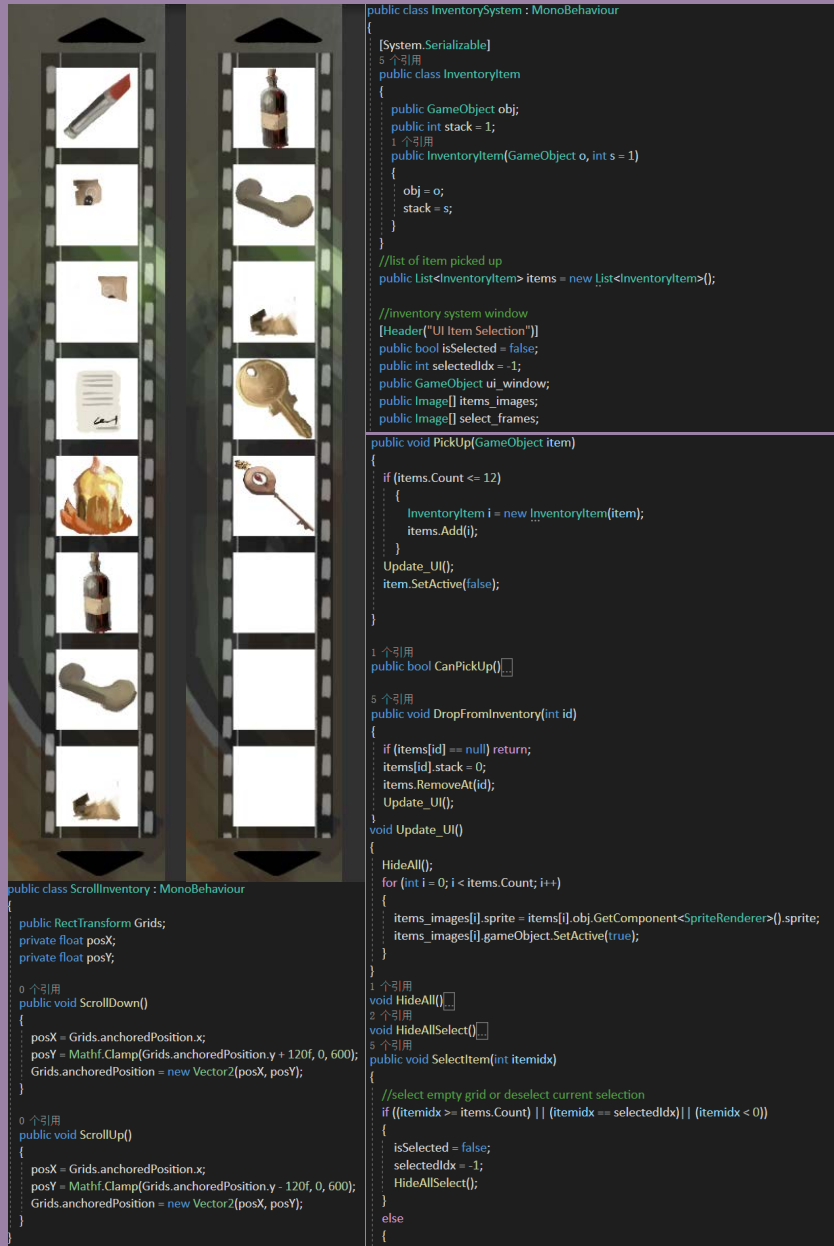 public class InventorySystem : MonoBehaviour
{
[System.Serializable]
5 个引用
public class InventoryItem
{
public GameObject obj;
public int stack = 1;
1 个引用
public InventoryItem(GameObject o, int s = 1)
{
obj = o;
stack = s;
}
}
//list of item picked up
public List<InventoryItem> items = new List<InventoryItem>();
//inventory system window
[Header("UI Item Selection")]
public bool isSelected = false;
public int selectedIdx = -1;
public GameObject ui_window;
public Image[] items_images;
public Image[] select_frames;
public void PickUp(GameObject item)
{
if (items.Count <= 12)
{
InventoryItem i = new InventoryItem(item);
items.Add(i);
}
Update_UI();
item.SetActive(false);
}
1 个引用
public bool CanPickUp()...
5 个引用
public void DropFromInventory(int id)
{
if (items[id] == null) return;
items[id].stack = 0;
items.RemoveAt(id);
Update_UI();
}
void Update_UI()
{
HideAll();
for (int i = 0; i < items.Count; i++)
{
items_images[i].sprite = items[i].obj.GetComponent<SpriteRenderer>().sprite;
items_images[i].gameObject.SetActive(true);
}
}
1 个引用
void HideAll()...
2 个引用
void HideAllSelect()...
5 个引用
public void SelectItem(int itemidx)
{
//select empty grid or deselect current selection
if ((itemidx >= items.Count) || (itemidx == selectedIdx)|| (itemidx < 0))
{
isSelected = false;
selectedIdx = -1;
HideAllSelect();
}
else
{
public class ScrollInventory : MonoBehaviour
{
public RectTransform Grids;
private float posX;
private float posY;
0 个引用
public void ScrollDown()
{
posX = Grids.anchoredPosition.x;
posY = Mathf.Clamp(Grids.anchoredPosition.y + 120f, 0, 600);
Grids.anchoredPosition = new Vector2(posX, posY);
}
0 个引用
public void ScrollUp()
{
posX = Grids.anchoredPosition.x;
posY = Mathf.Clamp(Grids.anchoredPosition.y - 120f, 0, 600);
Grids.anchoredPosition = new Vector2(posX, posY);
}
}